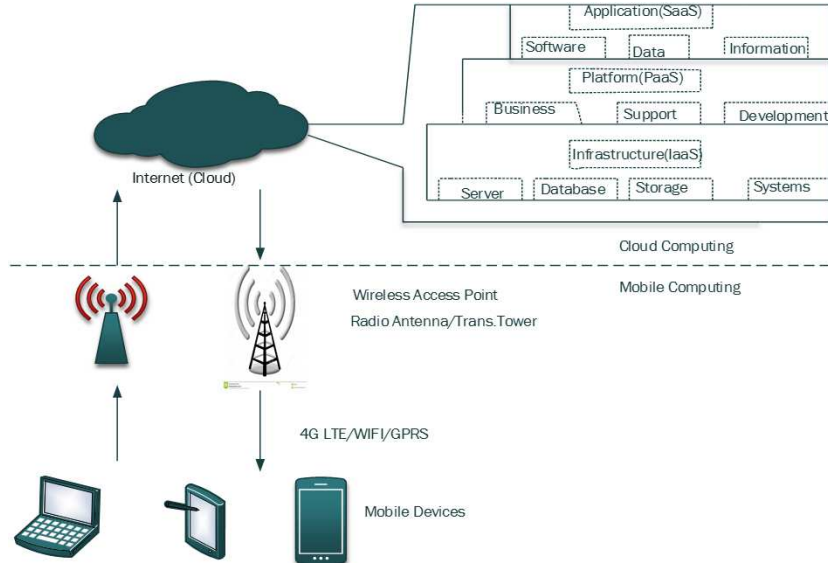 Application(SaaS)
Software
Data
Information
Platform(PaaS)
Business
Support
Development
Infrastructure(IaaS)
Server
Database
Storage
Systems
Internet (Cloud)
Cloud Computing
Mobile Computing
Wireless Access Point
Radio Antenna/Trans.Tower
4G LTE/WIFI/GPRS
Mobile Devices